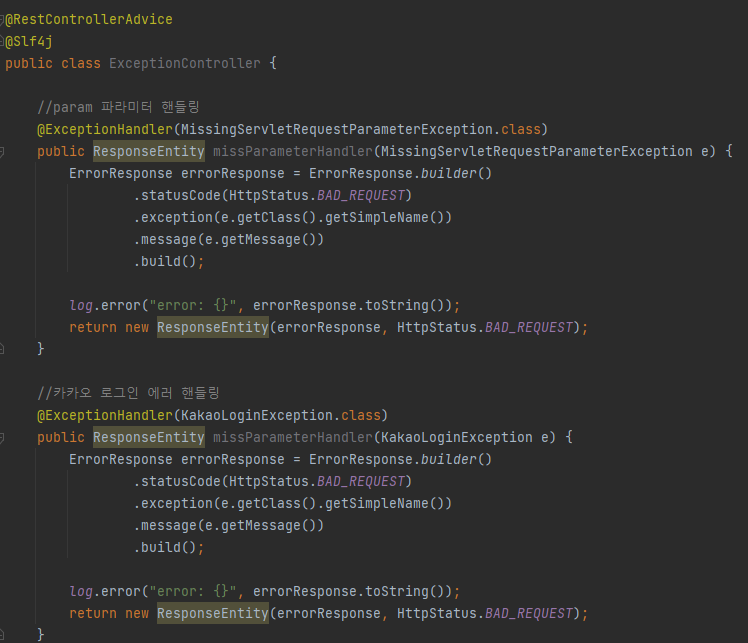 @RestControllerAdvice
@Slf4j
public class ExceptionController {
//param 파라미터 핸들링
@ExceptionHandler(MissingServletRequestParameterException.class)
public ResponseEntity missParameterHandler(MissingServletRequestParameterException e) {
ErrorResponse errorResponse = ErrorResponse.builder()
.statusCode(HttpStatus.BAD_REQUEST)
.exception(e.getClass().getSimpleName())
.message(e.getMessage())
.build();
log.error("error: {}", errorResponse.toString());
return new ResponseEntity(errorResponse, HttpStatus.BAD_REQUEST);
}
//카카오 로그인 에러 핸들링
@ExceptionHandler(KakaoLoginException.class)
public ResponseEntity missParameterHandler(KakaoLoginException e) {
ErrorResponse errorResponse = ErrorResponse.builder()
.statusCode(HttpStatus.BAD_REQUEST)
.exception(e.getClass().getSimpleName())
.message(e.getMessage())
.build();
log.error("error: {}", errorResponse.toString());
return new ResponseEntity(errorResponse, HttpStatus.BAD_REQUEST);
}